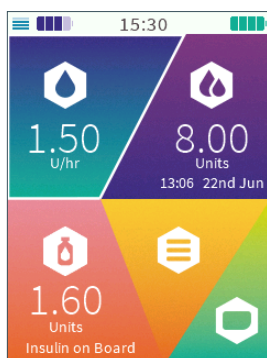 15:30
1.50
U/hr
8.00
Units
13:06 22nd Jun
1.60
Units
Insulin on Board